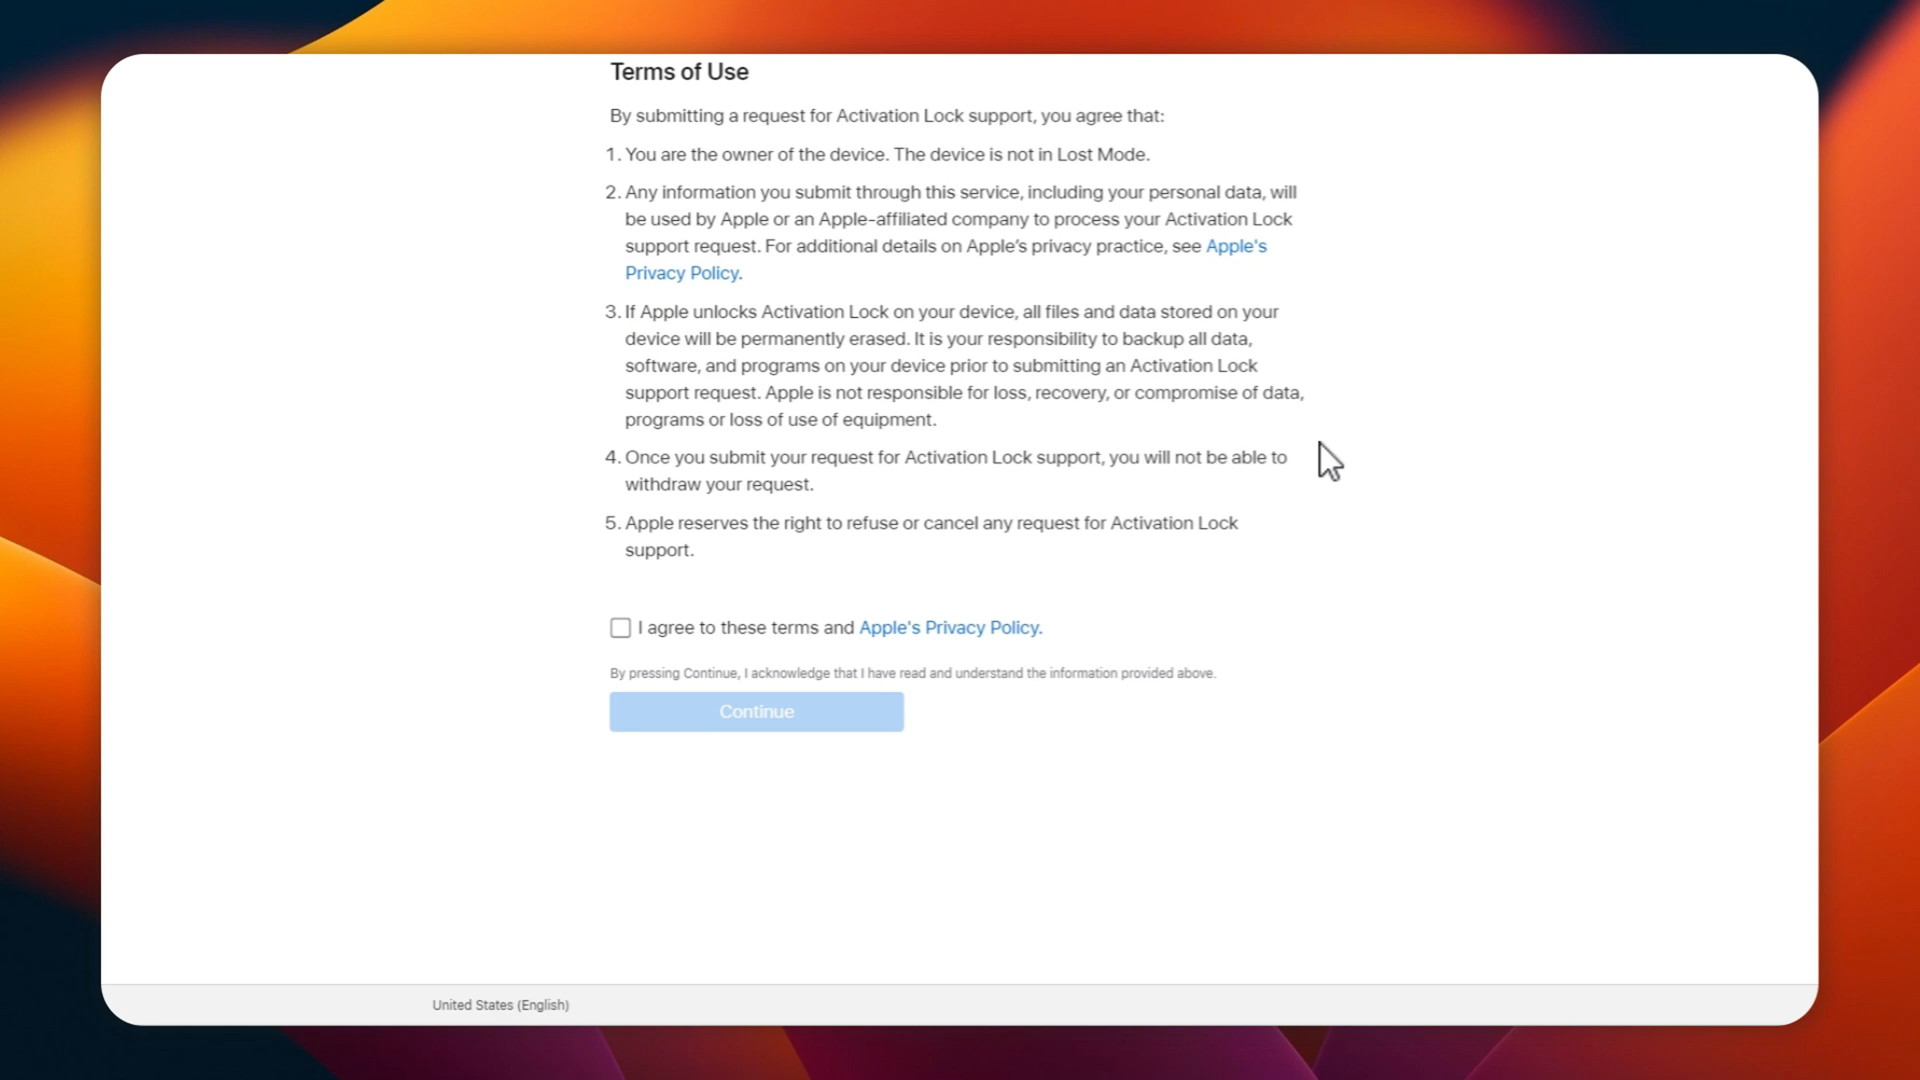 Terms of Use
By submitting a request for Activation Lock support, you agree that:
1. You are the owner of the device. The device is not in Lost Mode.
2. Any information you submit through this service, including your personal data, will
be used by Apple or an Apple-affiliated company to process your Activation Lock
support request. For additional details on Apple's privacy practice, see Apple's
Privacy Policy.
3. If Apple unlocks Activation Lock on your device, all files and data stored on your
device will be permanently erased. It is your responsibility to backup all data,
software, and programs on your device prior to submitting an Activation Lock
support request. Apple is not responsible for loss, recovery, or compromise of data,
programs or loss of use of equipment.
4. Once you submit your request for Activation Lock support, you will not be able to
withdraw your request.
5. Apple reserves the right to refuse or cancel any request for Activation Lock
support.
I agree to these terms and Apple's Privacy Policy.
By pressing Continue, I acknowledge that I have read and understand the information provided above.
Continue
United States (English)